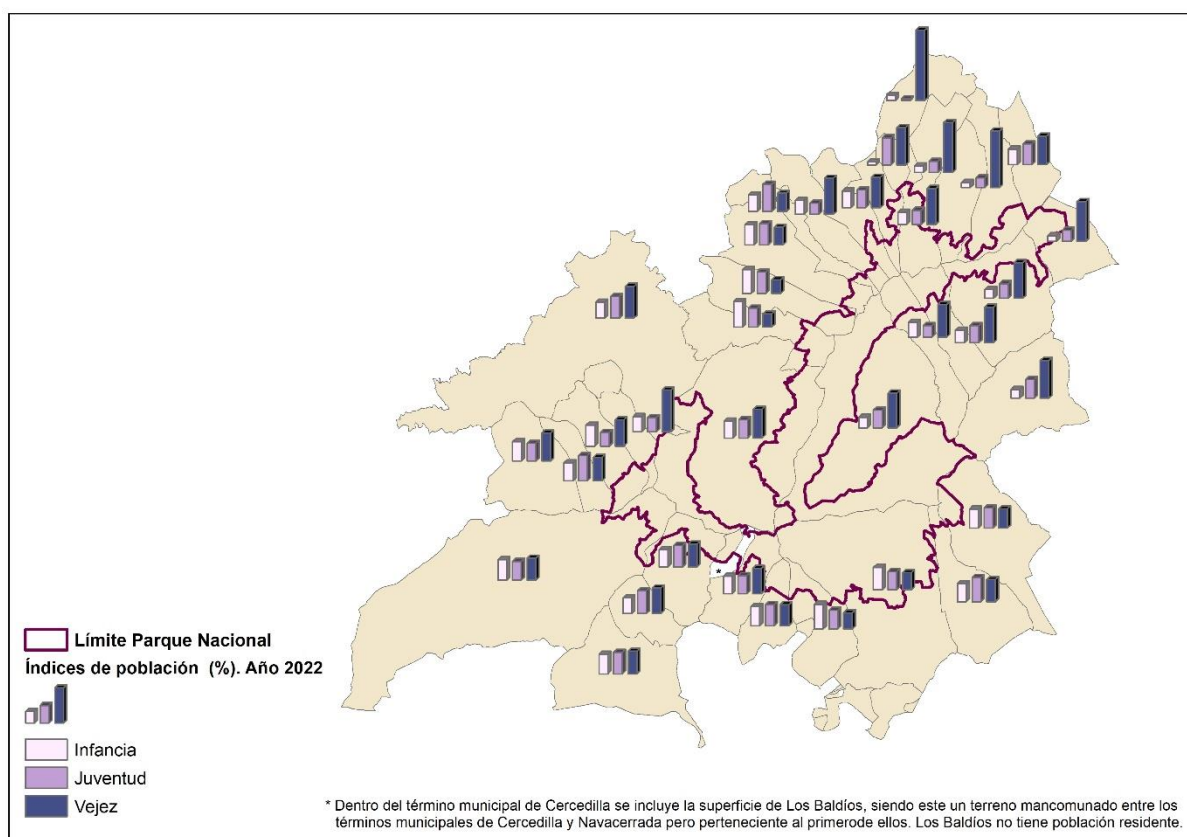 *
Límite Parque Nacional
Índices de población (%). Año 2022
Infancia
Juventud
Vejez
* Dentro del término municipal de Cercedilla se incluye la superficie de Los Baldíos, siendo este un terreno mancomunado entre los
términos municipales de Cercedilla y Navacerrada pero perteneciente al primerode ellos. Los Baldíos no tiene población residente.